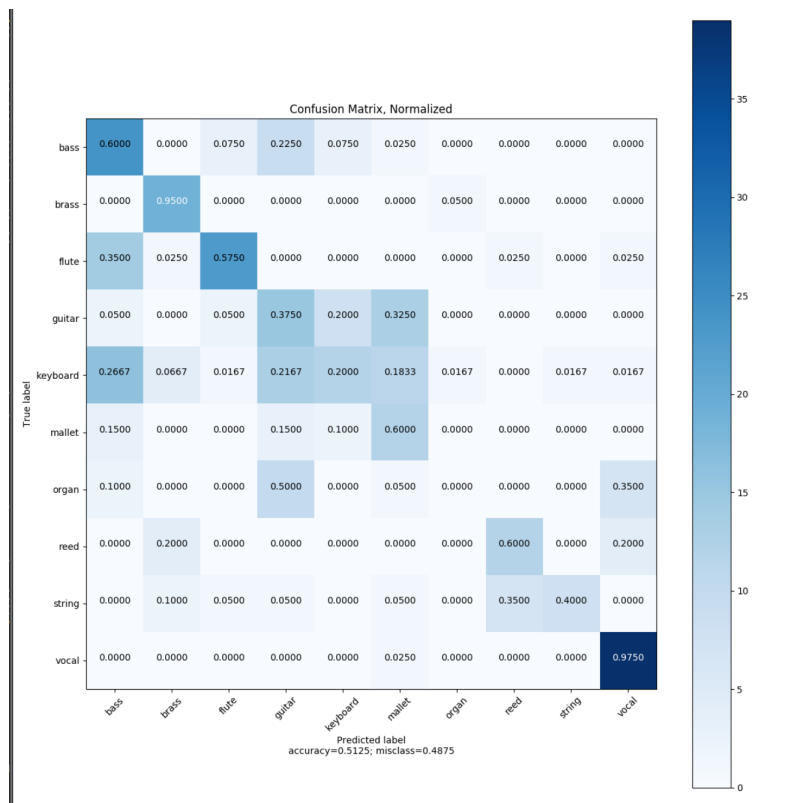 Confusion Matrix, Normalized
True label
bass 0.6000 0.0000 0.0750 0.2250 0.0750 0.0250 0.0000 0.0000 0.0000 0.0000
brass 0.0000 0.9500 0.0000 0.0000 0.0000 0.0000 0.0500 0.0000 0.0000 0.0000
flute 0.3500 0.0250 0.5750 0.0000 0.0000 0.0000 0.0000 0.0250 0.0000 0.0250
guitar 0.0500 0.0000 0.0500 0.3750 0.2000 0.3250 0.0000 0.0000 0.0000 0.0000
keyboard 0.2667 0.0667 0.0167 0.2167 0.2000 0.1833 0.0167 0.0000 0.0167 0.0167
mallet 0.1500 0.0000 0.0000 0.1500 0.1000 0.6000 0.0000 0.0000 0.0000 0.0000
organ 0.1000 0.0000 0.0000 0.5000 0.0000 0.0500 0.0000 0.0000 0.0000 0.3500
reed 0.0000 0.2000 0.0000 0.0000 0.0000 0.0000 0.0000 0.6000 0.0000 0.2000
string 0.0000 0.1000 0.0500 0.0500 0.0000 0.0500 0.0000 0.3500 0.4000 0.0000
vocal 0.0000 0.0000 0.0000 0.0000 0.0000 0.0250 0.0000 0.0000 0.0000 0.9750
bass brass flute guitar keyboard mallet organ reed string vocal
Predicted label
accuracy=0.5125; misclass=0.4875
35
30
25
20
15
10
5
0